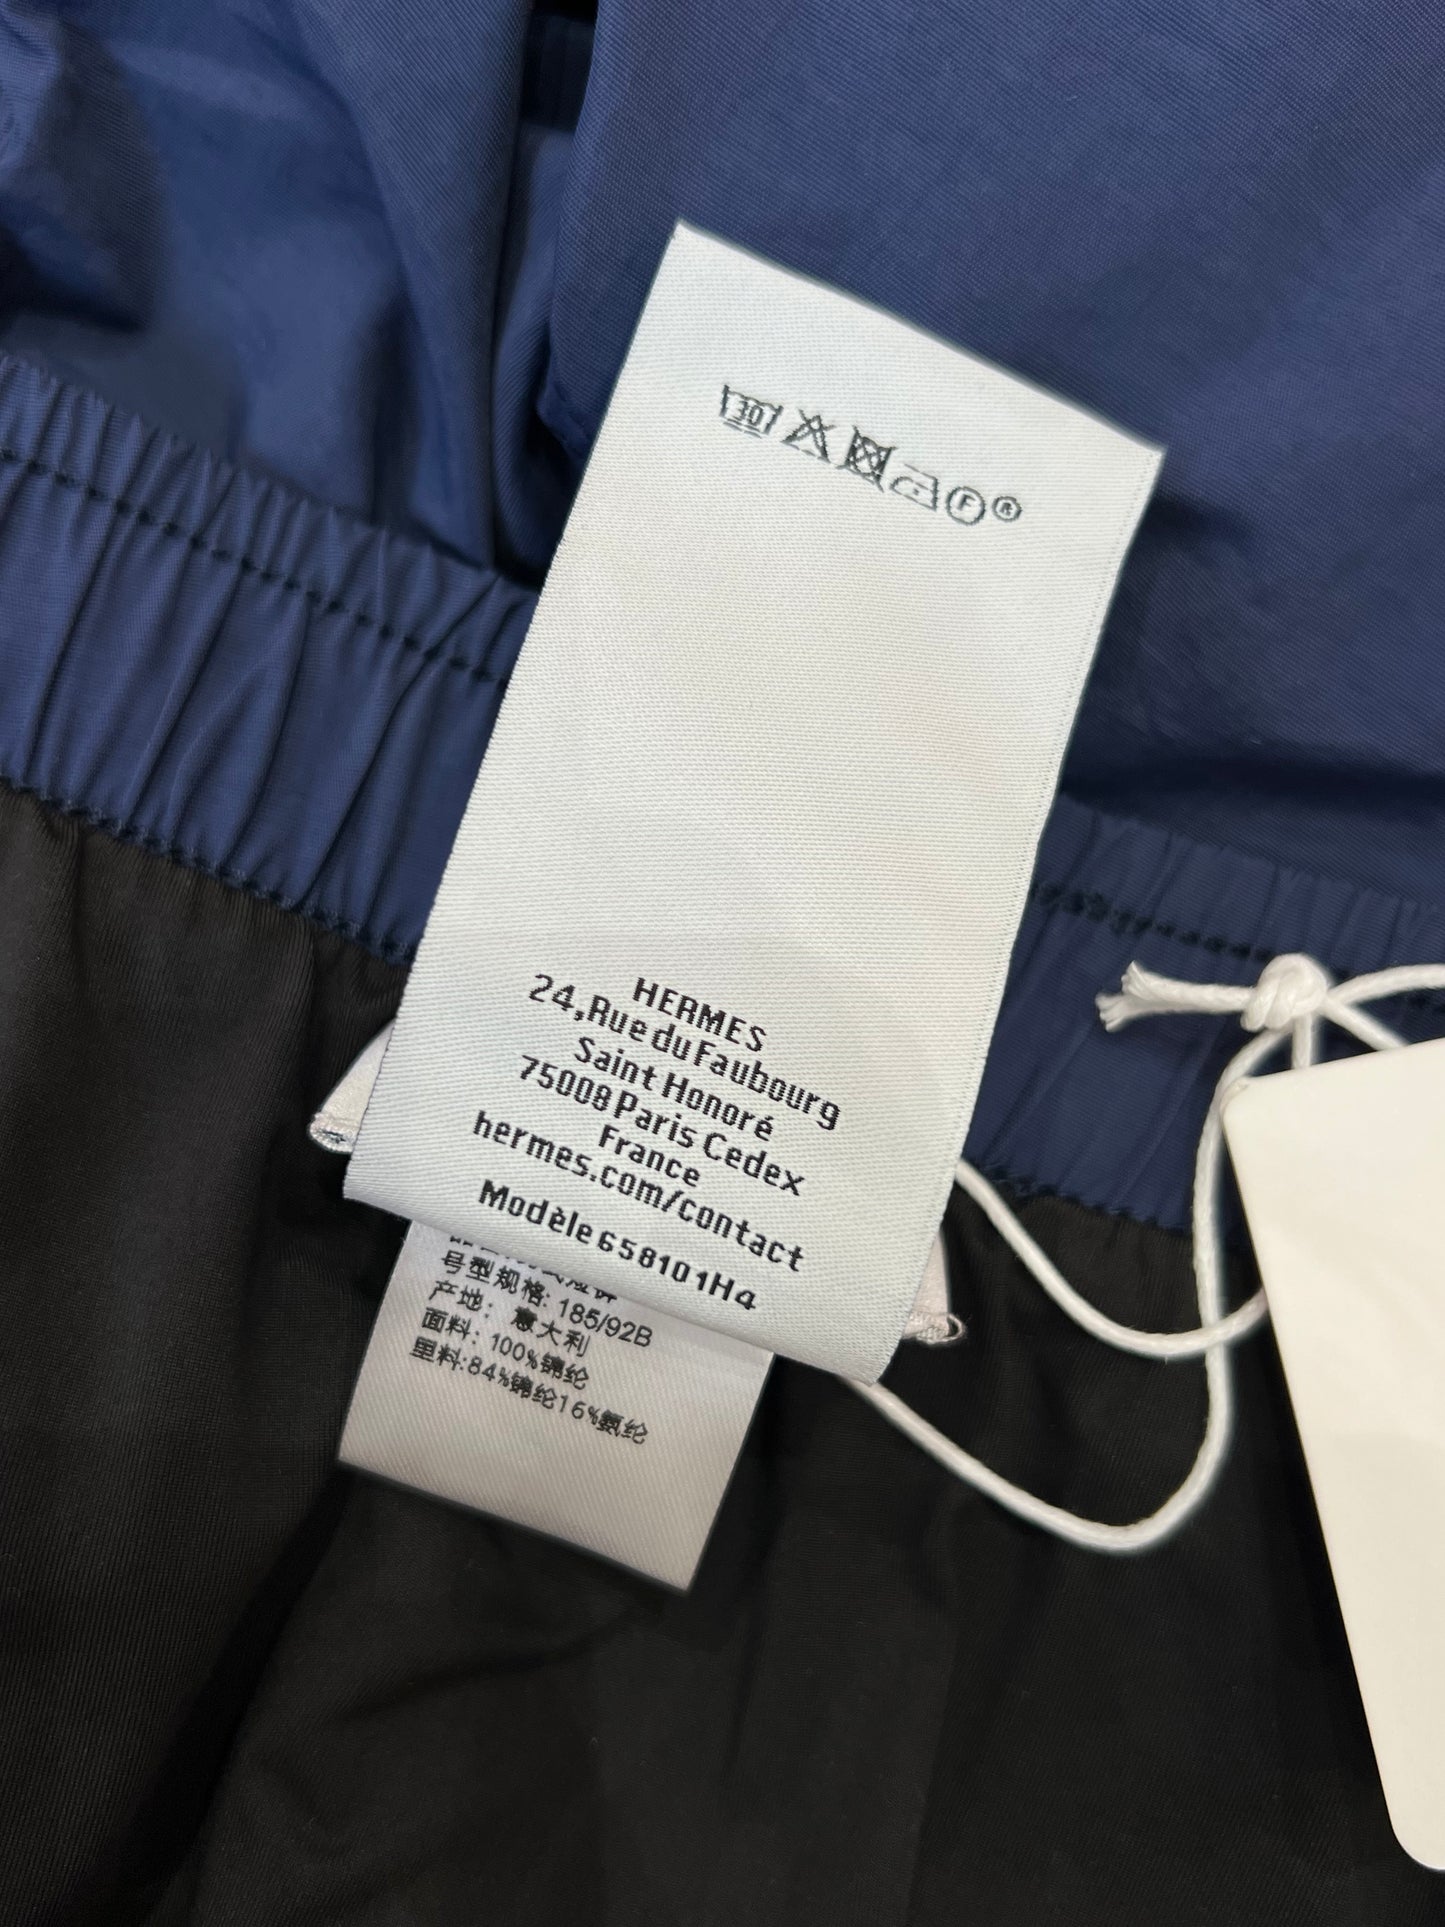 30
F ®
HERMES
24,Rue du Faubourg
Saint Honoré
75008 Paris Cedex
France
hermes.com/contact
Modèle 658101H4
号型规格: 185/92B
产地: 意大利
面料: 100%锦纶
里料:84%锦纶16%氨纶